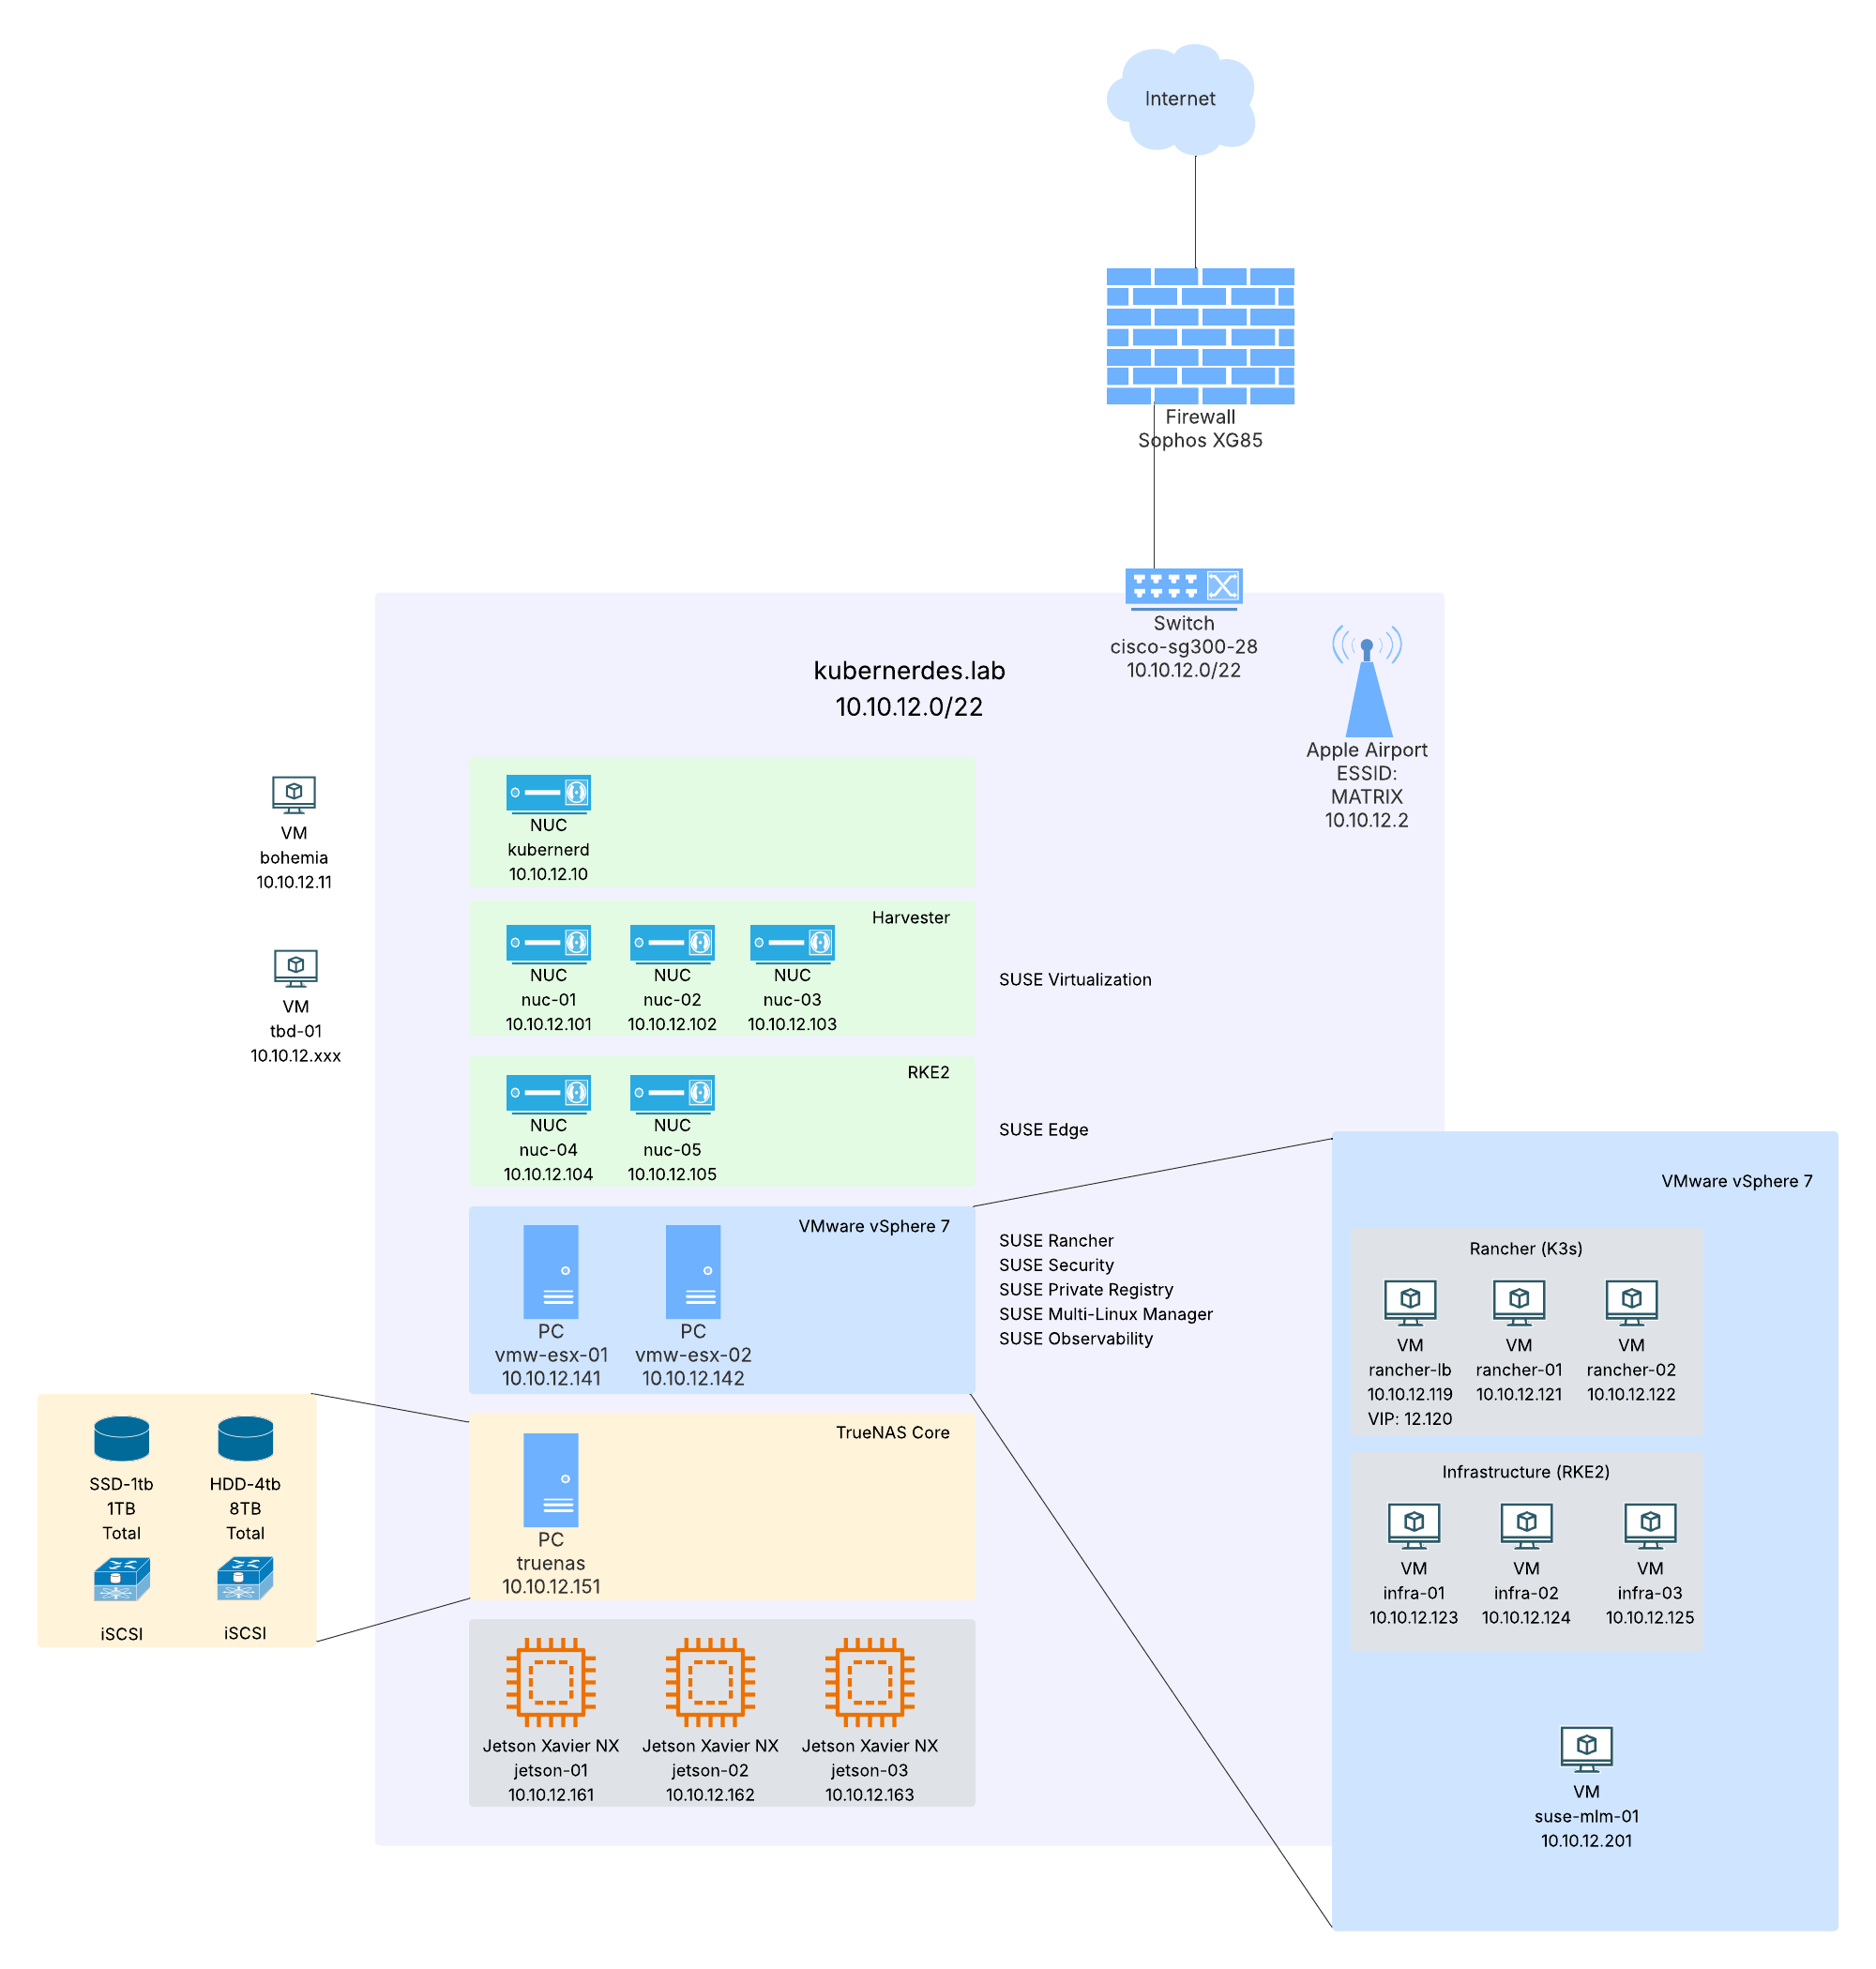 Internet
Firewall
Sophos XG85
Switch
cisco-sg300-28
10.10.12.0/22
kubernerdes.lab
10.10.12.0/22
Apple Airport
ESSID:
MATRIX
10.10.12.2
VM
bohemia
10.10.12.11
VM
tbd-01
10.10.12.xxx
NUC
kubernerd
10.10.12.10
Harvester
NUC
nuc-01
10.10.12.101
NUC
nuc-02
10.10.12.102
NUC
nuc-03
10.10.12.103
SUSE Virtualization
RKE2
NUC
nuc-04
10.10.12.104
NUC
nuc-05
10.10.12.105
SUSE Edge
VMware vSphere 7
PC
vmw-esx-01
10.10.12.141
PC
vmw-esx-02
10.10.12.142
SUSE Rancher
SUSE Security
SUSE Private Registry
SUSE Multi-Linux Manager
SUSE Observability
TrueNAS Core
PC
truenas
10.10.12.151
SSD-1tb
1TB
Total
iSCSI
HDD-4tb
8TB
Total
iSCSI
Jetson Xavier NX
jetson-01
10.10.12.161
Jetson Xavier NX
jetson-02
10.10.12.162
Jetson Xavier NX
jetson-03
10.10.12.163
VMware vSphere 7
Rancher (K3s)
VM
rancher-lb
10.10.12.119
VIP: 12.120
VM
rancher-01
10.10.12.121
VM
rancher-02
10.10.12.122
Infrastructure (RKE2)
VM
infra-01
10.10.12.123
VM
infra-02
10.10.12.124
VM
infra-03
10.10.12.125
VM
suse-mlm-01
10.10.12.201